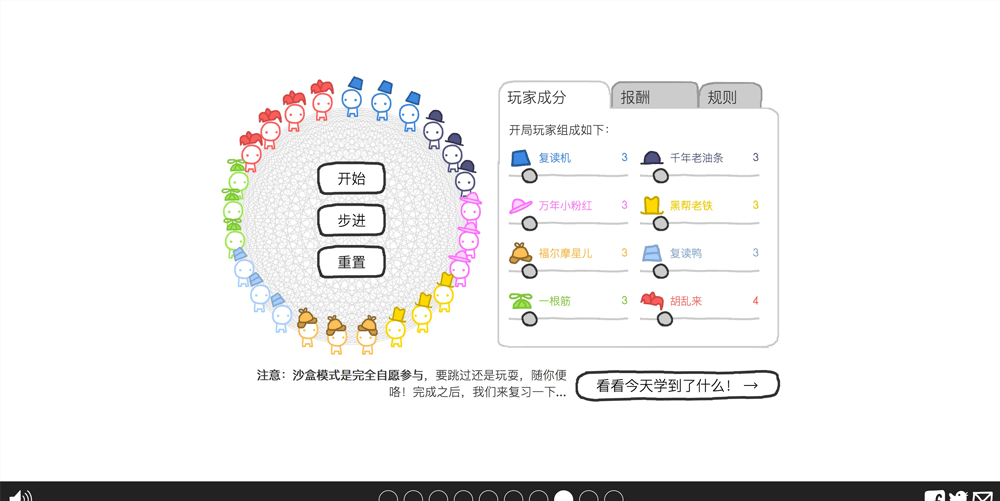 玩家成分
报酬
规则
开局玩家组成如下：
复读机 3
千年老油条 3
万年小粉红 3
黑帮老铁 3
福尔摩星儿 3
复读鸭 3
一根筋 3
胡乱来 4
开始
步进
重置
注意：沙盒模式是完全自愿参与，要跳过还是玩耍，随你便
咯！完成之后，我们来复习一下...
看看今天学到了什么！ →